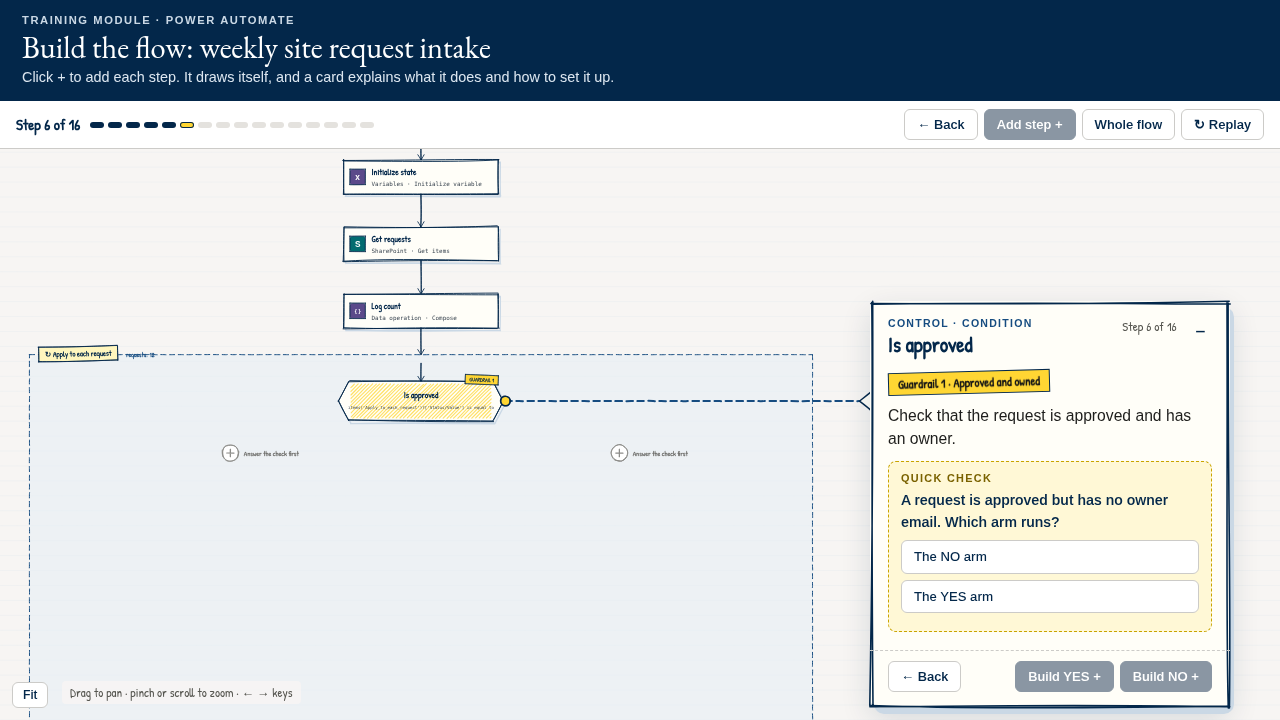 TRAINING MODULE · POWER AUTOMATE
Build the flow: weekly site request intake
Click + to add each step. It draws itself, and a card explains what it does and how to set it up.
Step 6 of 16
← Back
Add step +
Whole flow
↻ Replay
X
Initialize state
Variables · Initialize variable
S
Get requests
SharePoint · Get items
{}
Log count
Data operation · Compose
↻ Apply to each request
GUARDRAIL 1
Is approved
Answer the check first
Answer the check first
CONTROL · CONDITION
Step 6 of 16
Is approved
Guardrail 1 · Approved and owned
Check that the request is approved and has
an owner.
QUICK CHECK
A request is approved but has no owner
email. Which arm runs?
The NO arm
The YES arm
← Back
Build YES +
Build NO +
Fit
Drag to pan · pinch or scroll to zoom · ← → keys